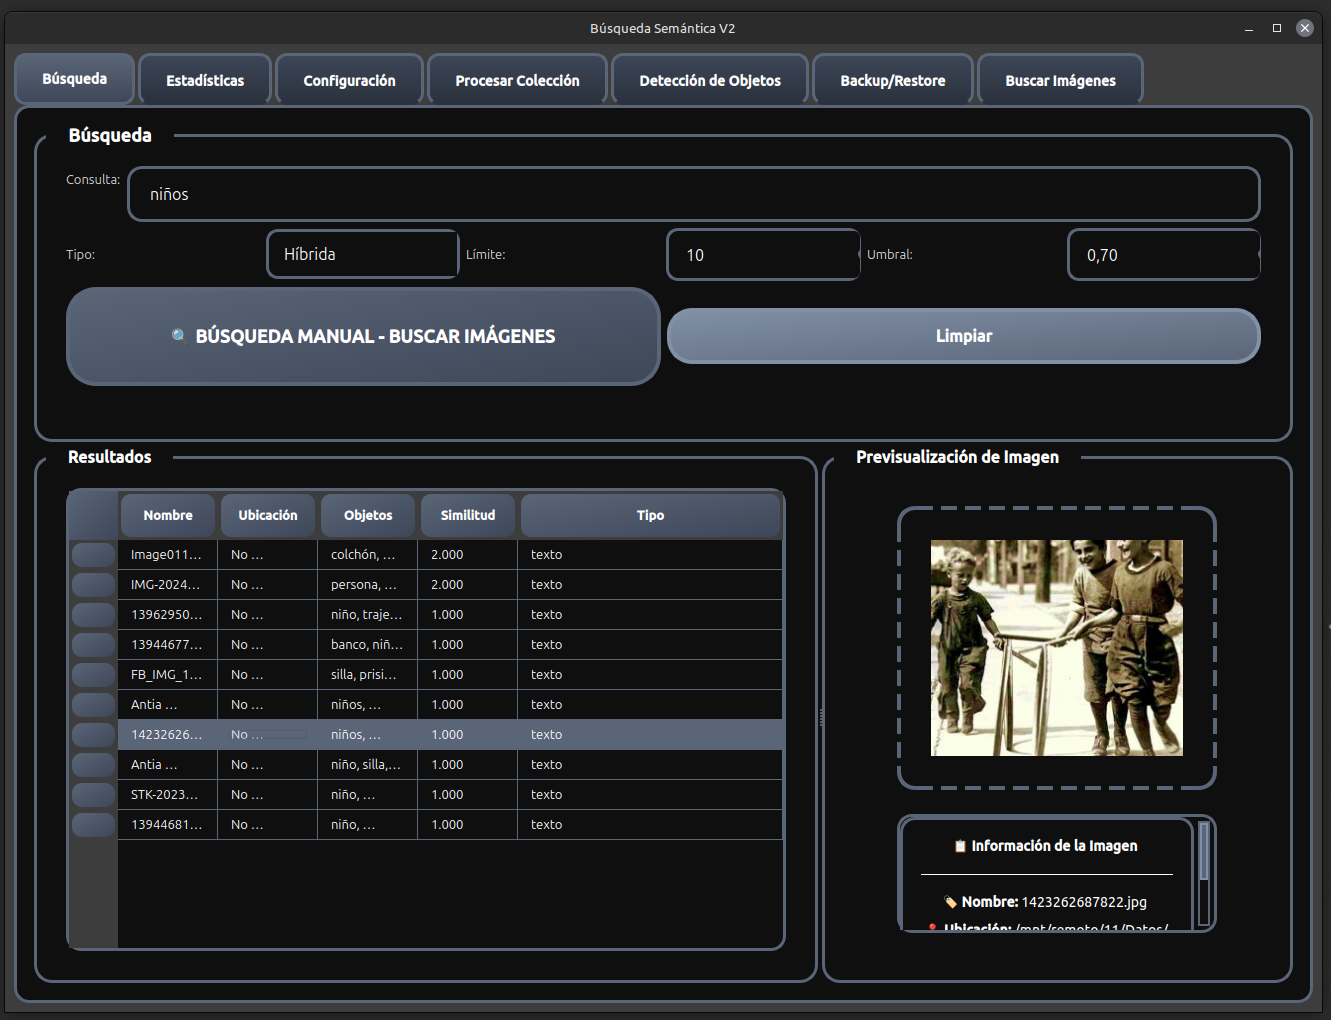 Búsqueda Semántica V2
Búsqueda Estadísticas Configuración Procesar Colección Detección de Objetos Backup/Restore Buscar Imágenes
Búsqueda
Consulta: niños
Tipo: Híbrida Límite: 10 Umbral: 0,70
🔍 BÚSQUEDA MANUAL - BUSCAR IMÁGENES Limpiar
Resultados
Nombre Ubicación Objetos Similitud Tipo
Image011... No ... colchón, ... 2.000 texto
IMG-2024... No ... persona, ... 2.000 texto
13962950... No ... niño, traje... 1.000 texto
13944677... No ... banco, niñ... 1.000 texto
FB_IMG_1... No ... silla, prisi... 1.000 texto
Antia ... No ... niños, ... 1.000 texto
14232626... No ... niños, ... 1.000 texto
Antia ... No ... niño, silla,... 1.000 texto
STK-2023... No ... niño, ... 1.000 texto
13944681... No ... niño, ... 1.000 texto
Previsualización de Imagen
📋 Información de la Imagen
🏷️ Nombre: 1423262687822.jpg
📍 Ubicación: /mnt/remoto/11/Datos/